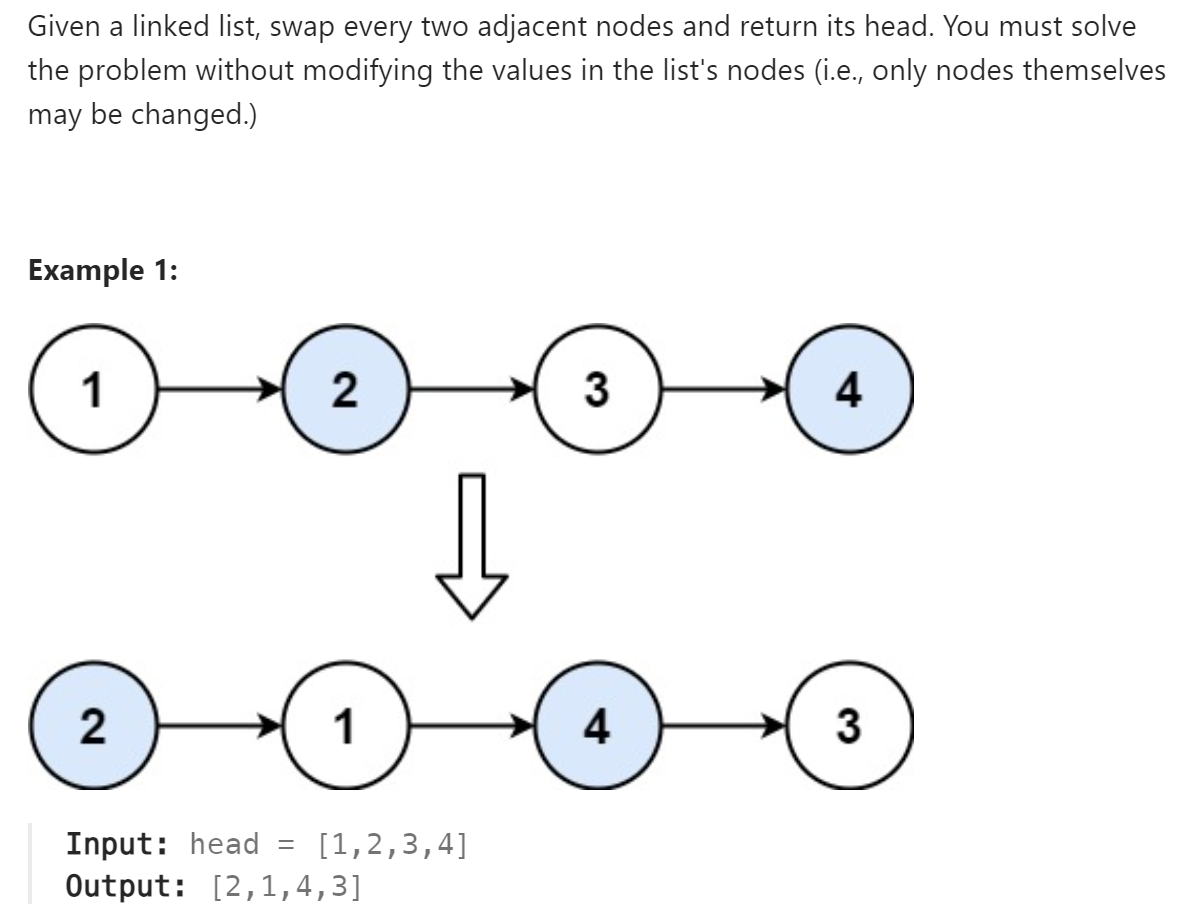 Given a linked list, swap every two adjacent nodes and return its head. You must solve
the problem without modifying the values in the list's nodes (i.e., only nodes themselves
may be changed.)
Example 1:
1 2 3 4
2 1 4 3
Input: head = [1,2,3,4]
Output: [2,1,4,3]